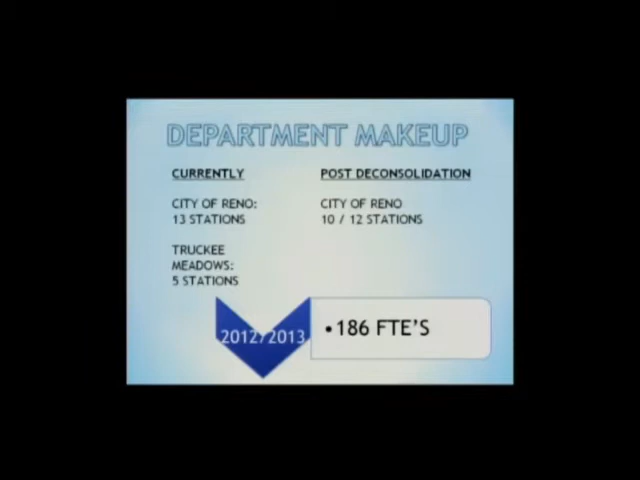 DEPARTMENT MAKEUP
CURRENTLY
CITY OF RENO:
13 STATIONS
TRUCKEE
MEADOWS:
5 STATIONS
POST DECONSOLIDATION
CITY OF RENO
10 / 12 STATIONS
2012/2013
•186 FTE'S